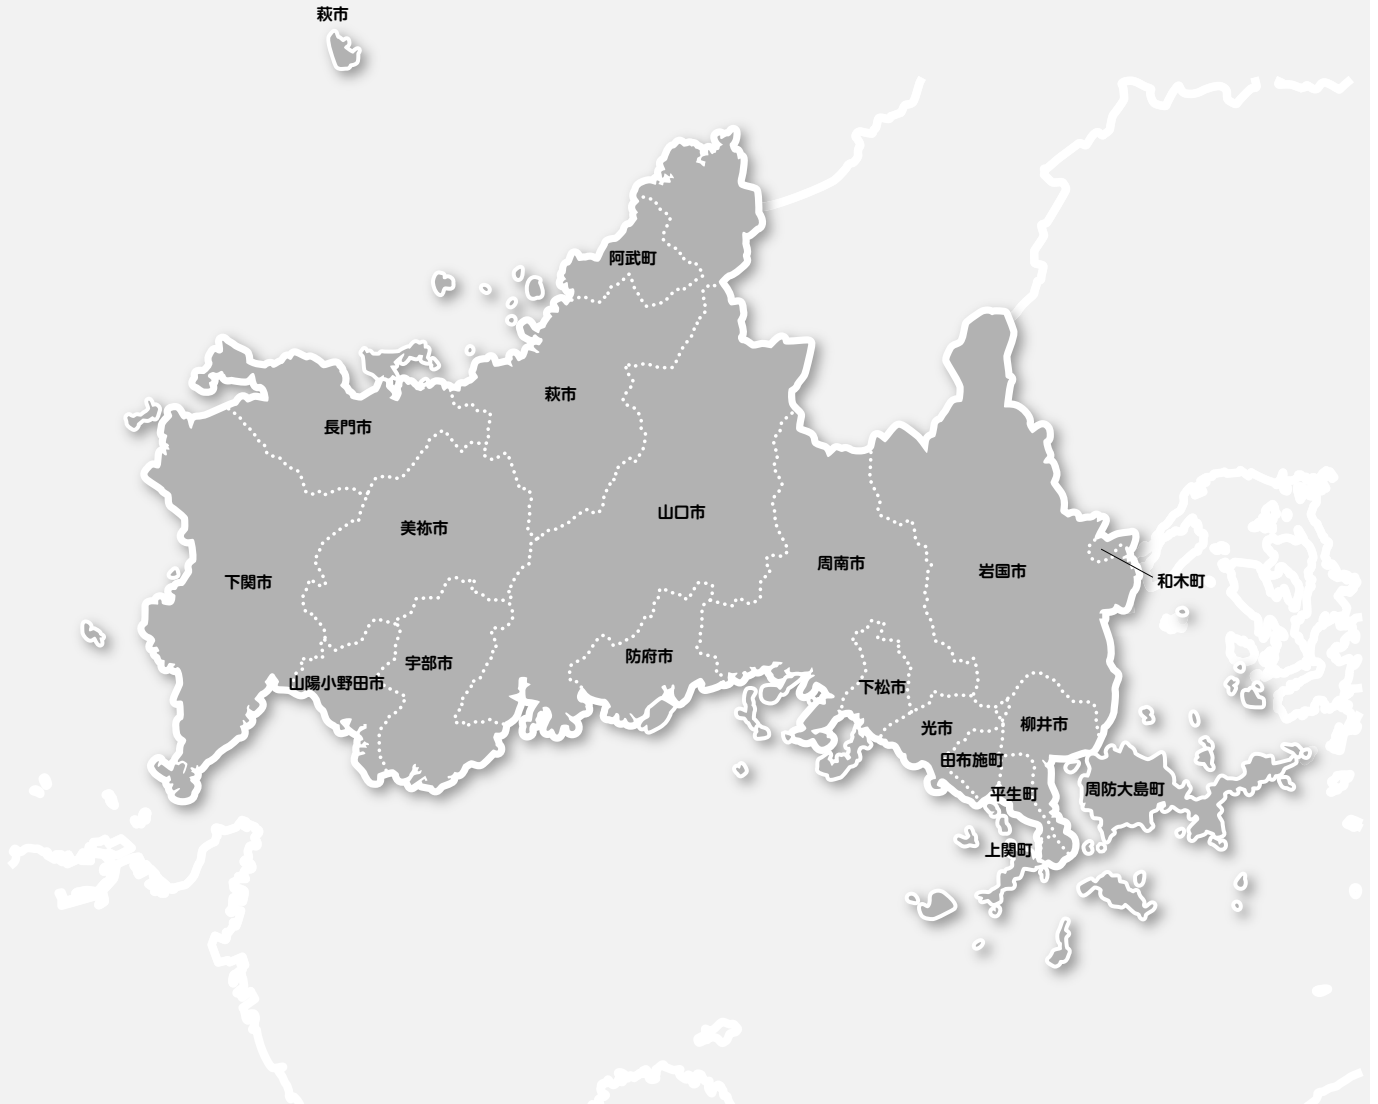 萩市
阿武町
萩市
長門市
山口市
美祢市
周南市
岩国市
下関市
和木町
防府市
宇部市
山陽小野田市
下松市
光市
柳井市
田布施町
周防大島町
平生町
上関町